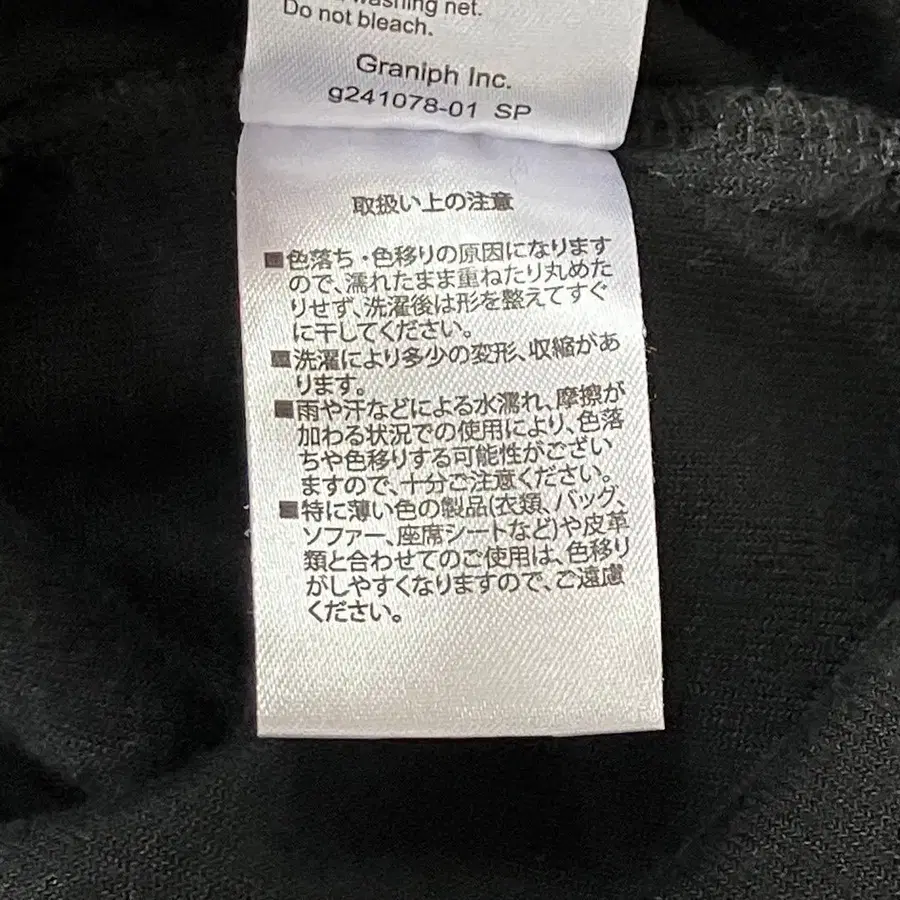 washing net.
Do not bleach.
Graniph Inc.
g241078-01 SP
取扱い上の注意
■色落ち・色移りの原因になります
ので、濡れたまま重ねたり丸めた
りせず、洗濯後は形を整えてすぐ
に干してください。
■洗濯により多少の変形、収縮があ
ります。
■雨や汗などによる水濡れ、摩擦が
加わる状況での使用により、色落
ちや色移りする可能性がござい
ますので、十分ご注意ください。
■特に薄い色の製品(衣類、バッグ、
ソファー、座席シートなど)や皮革
類と合わせてのご使用は、色移り
がしやすくなりますので、ご遠慮
ください。